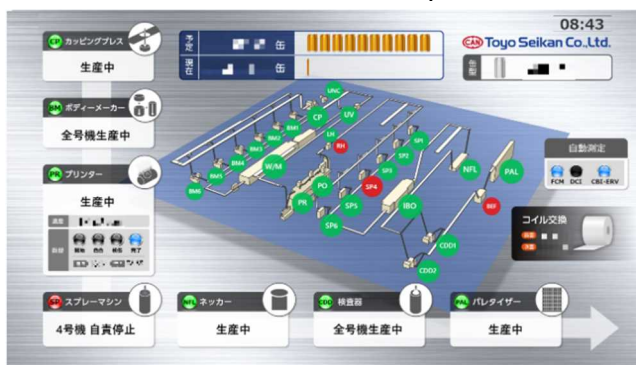 08:43
CAN Toyo Seikan Co.,Ltd.
CP カッピングプレス
生産中
予定 缶
現在 缶
BM ボディーメーカー
全号機生産中
PR プリンター
生産中
完了
UNC
CP
UV
BM1
BM2
BM3
BM4
BM5
BM6
LH
RH
W/M
PO
PR
SP1
SP2
SP3
SP4
SP5
SP6
IBO
NFL
PAL
BEF
CDD1
CDD2
自動測定
FCM DCI CBI-ERV
コイル交換
SP スプレーマシン
4号機 自責停止
NFL ネッカー
生産中
CDD 検査器
全号機生産中
PAL パレタイザー
生産中